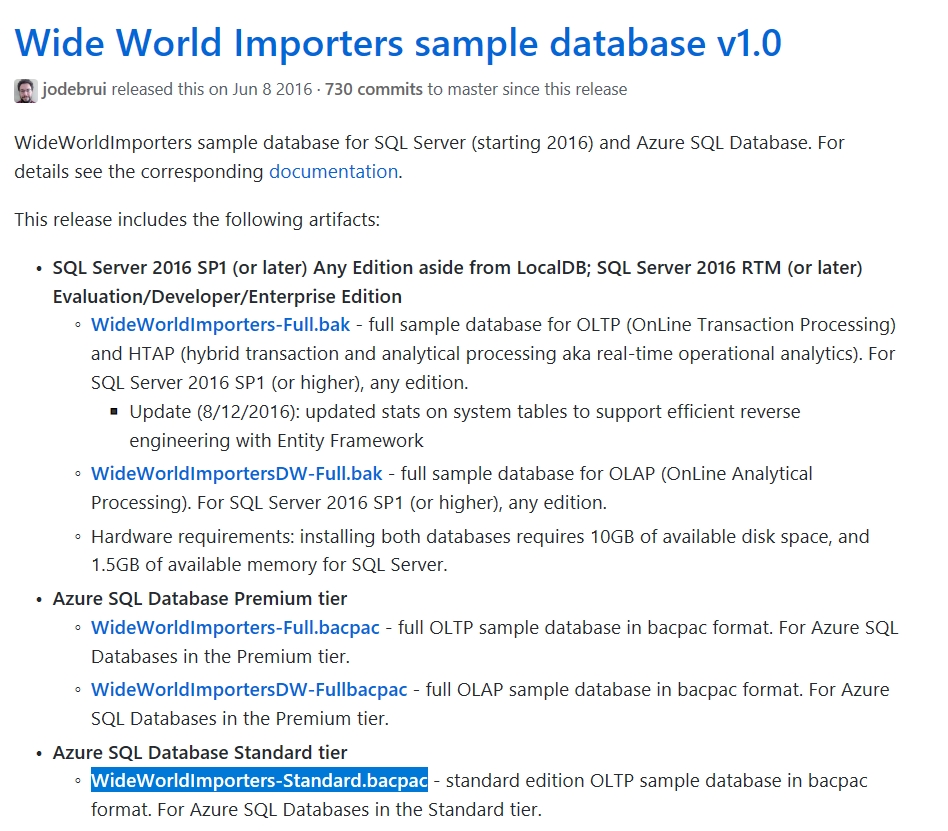 Wide World Importers sample database v1.0
jodebrui released this on Jun 8 2016 · 730 commits to master since this release
WideWorldImporters sample database for SQL Server (starting 2016) and Azure SQL Database. For
details see the corresponding documentation.
This release includes the following artifacts:
• SQL Server 2016 SP1 (or later) Any Edition aside from LocalDB; SQL Server 2016 RTM (or later)
Evaluation/Developer/Enterprise Edition
◦ WideWorldImporters-Full.bak - full sample database for OLTP (OnLine Transaction Processing)
and HTAP (hybrid transaction and analytical processing aka real-time operational analytics). For
SQL Server 2016 SP1 (or higher), any edition.
▪ Update (8/12/2016): updated stats on system tables to support efficient reverse
engineering with Entity Framework
◦ WideWorldImportersDW-Full.bak - full sample database for OLAP (OnLine Analytical
Processing). For SQL Server 2016 SP1 (or higher), any edition.
◦ Hardware requirements: installing both databases requires 10GB of available disk space, and
1.5GB of available memory for SQL Server.
• Azure SQL Database Premium tier
◦ WideWorldImporters-Full.bacpac - full OLTP sample database in bacpac format. For Azure SQL
Databases in the Premium tier.
◦ WideWorldImportersDW-Fullbacpac - full OLAP sample database in bacpac format. For Azure
SQL Databases in the Premium tier.
• Azure SQL Database Standard tier
◦ WideWorldImporters-Standard.bacpac - standard edition OLTP sample database in bacpac
format. For Azure SQL Databases in the Standard tier.